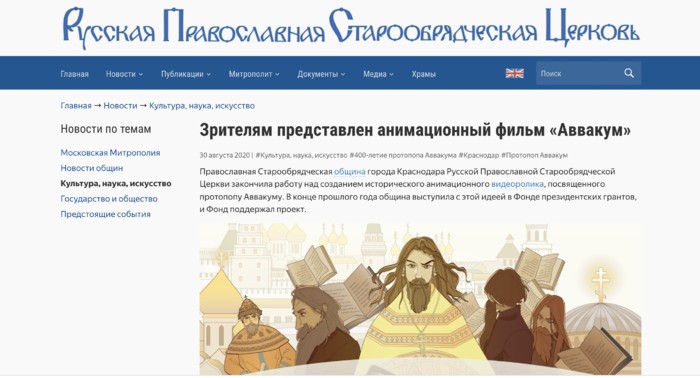 Русская Православная Старообрядческая Церковь
Главная Новости Публикации Митрополит Документы Медиа Храмы Поиск
Главная → Новости → Культура, наука, искусство
Новости по темам
Московская Митрополия
Новости общин
Культура, наука, искусство
Государство и общество
Предстоящие события
Зрителям представлен анимационный фильм «Аввакум»
30 августа 2020 | #Культура, наука, искусство #400-летие протопопа Аввакума #Краснодар #Протопоп Аввакум
Православная Старообрядческая община города Краснодара Русской Православной Старообрядческой
Церкви закончила работу над созданием исторического анимационного видеоролика, посвященного
протопопу Аввакуму. В конце прошлого года община выступила с этой идеей в Фонде президентских грантов,
и Фонд поддержал проект.